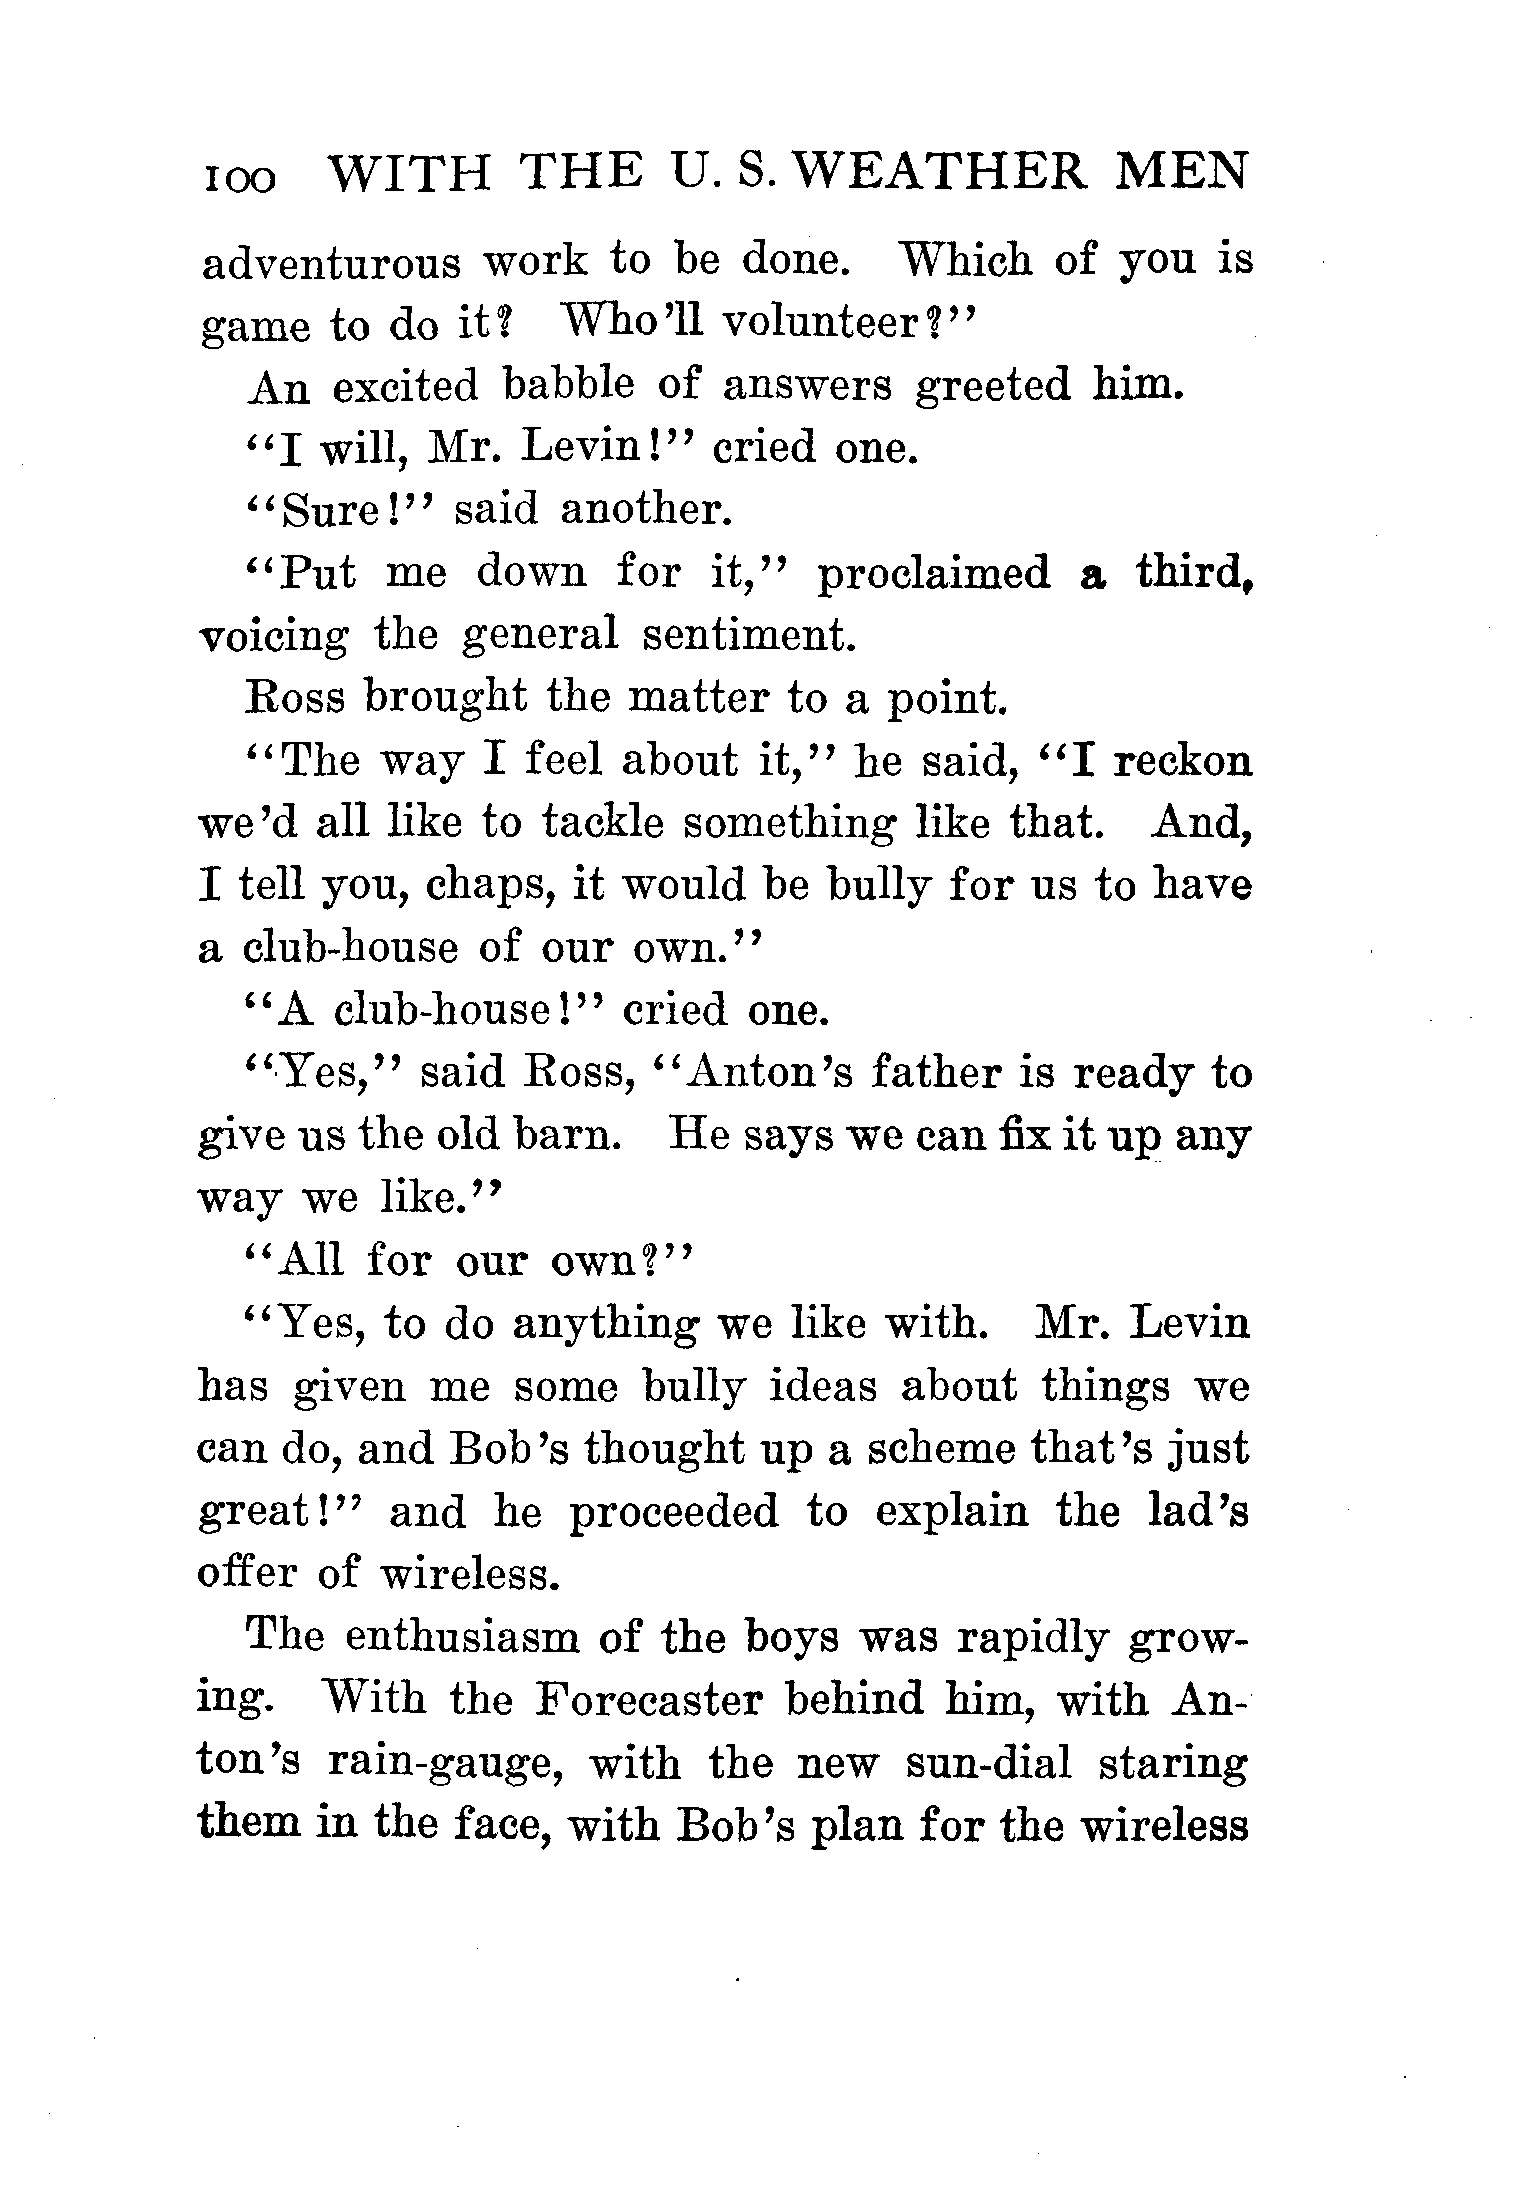 100 WITH THE U. S. WEATHER MEN
adventurous work to be done. Which of you is
game to do it? Who'll volunteer?"
An excited babble of answers greeted him.
"I will, Mr. Levin!" cried one.
"Sure!" said another.
"Put me down for it," proclaimed a third,
voicing the general sentiment.
Ross brought the matter to a point.
"The way I feel about it," he said, "I reckon
we'd all like to tackle something like that. And,
I tell you, chaps, it would be bully for us to have
a club-house of our own."
"A club-house!" cried one.
"Yes," said Ross, "Anton's father is ready to
give us the old barn. He says we can fix it up any
way we like."
"All for our own?"
"Yes, to do anything we like with. Mr. Levin
has given me some bully ideas about things we
can do, and Bob's thought up a scheme that's just
great!" and he proceeded to explain the lad's
offer of wireless.
The enthusiasm of the boys was rapidly grow-
ing. With the Forecaster behind him, with An-
ton's rain-gauge, with the new sun-dial staring
them in the face, with Bob's plan for the wireless